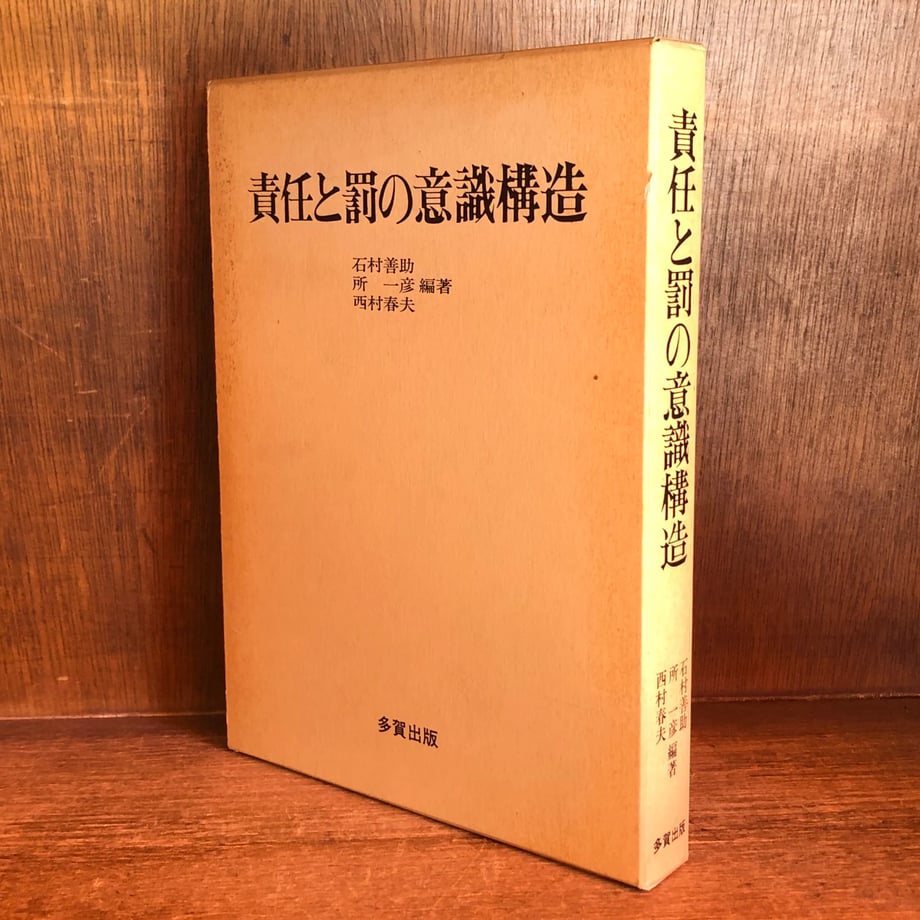 責任と罰の意識構造
石村善助
所　一彦 編著
西村春夫
多賀出版
責任と罰の意識構造
石村善助
所　一彦 編著
西村春夫
多賀出版